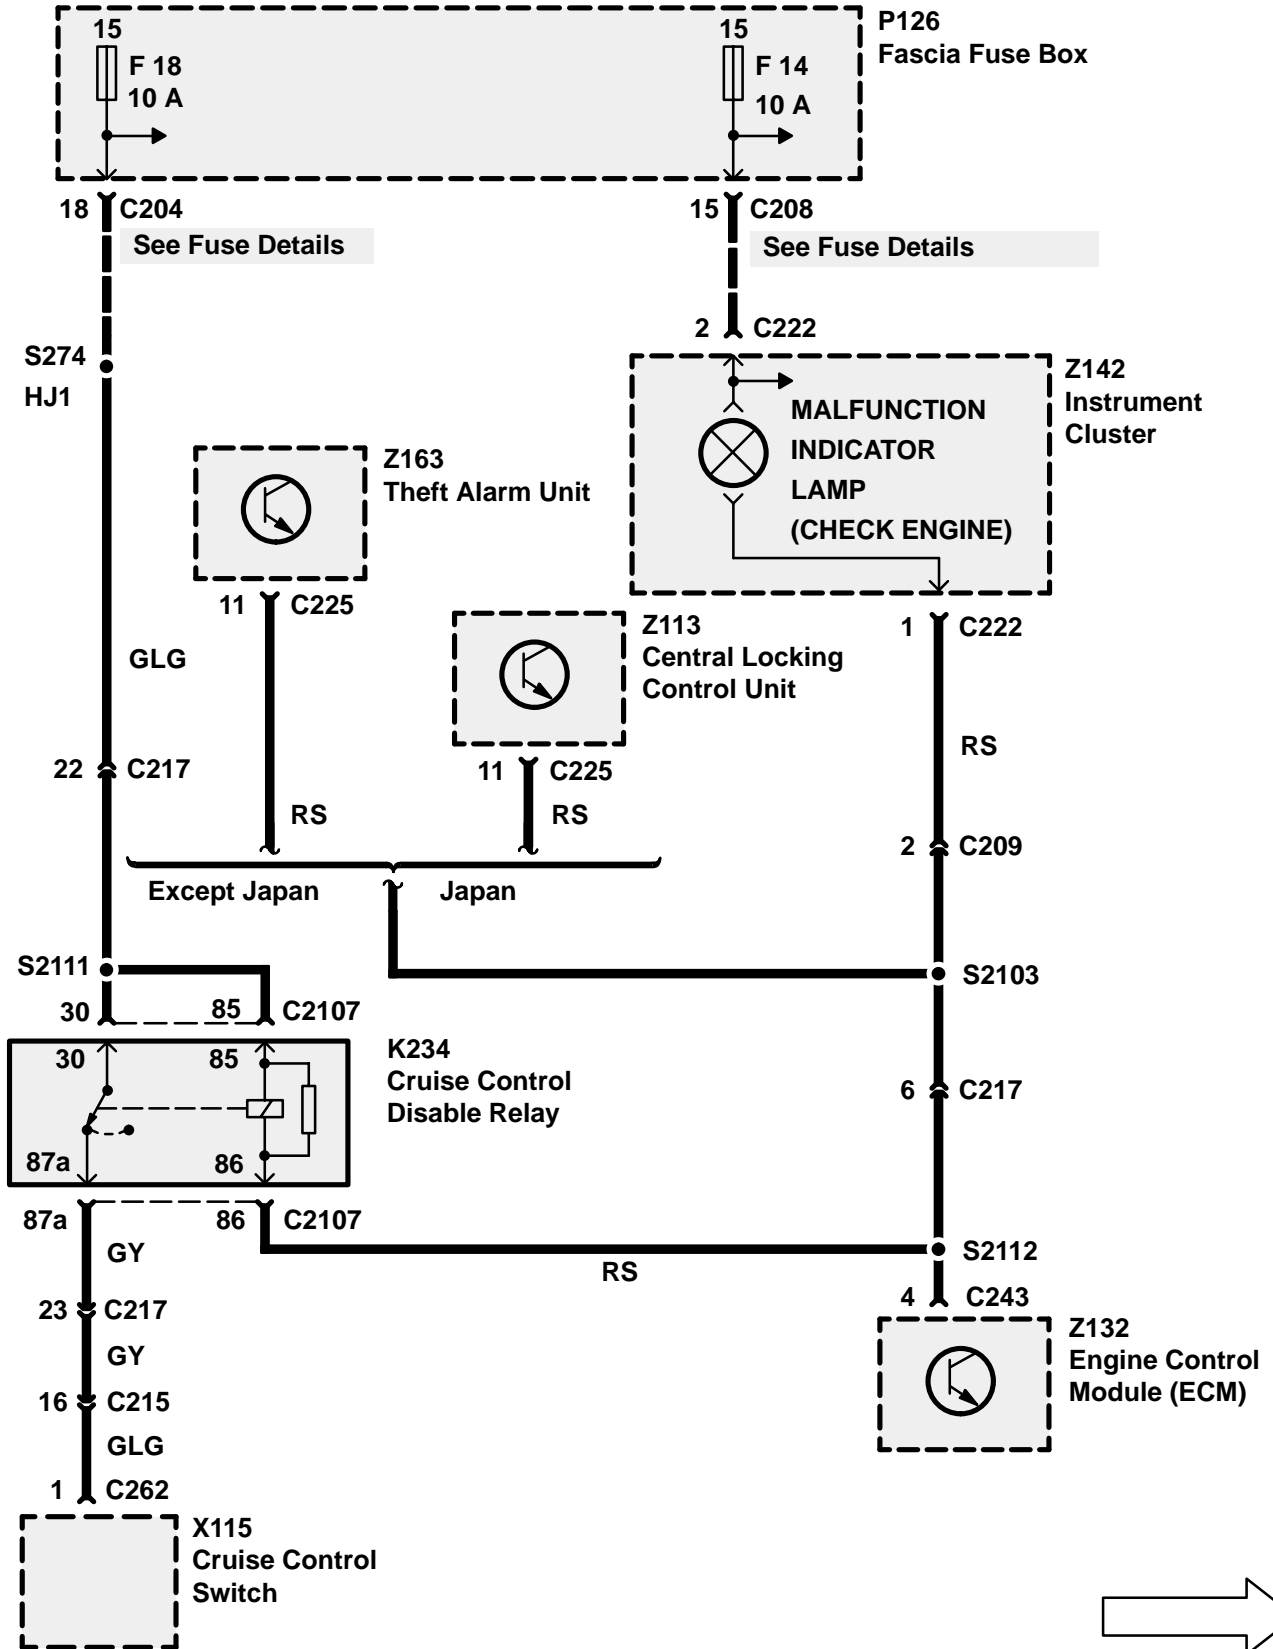 15
F 18
10 A
15
F 14
10 A
P126
Fascia Fuse Box
18 C204
See Fuse Details
15 C208
See Fuse Details
2 C222
S274
HJ1
Z142
Instrument
Cluster
MALFUNCTION
INDICATOR
LAMP
(CHECK ENGINE)
Z163
Theft Alarm Unit
11 C225
Z113
Central Locking
Control Unit
1 C222
GLG
RS
22 C217
11 C225
RS
RS
2 C209
Except Japan
Japan
S2111
S2103
30 85 C2107
30 85
K234
Cruise Control
Disable Relay
6 C217
87a 86
87a 86 C2107
GY
RS
S2112
23 C217
4 C243
GY
Z132
Engine Control
Module (ECM)
16 C215
GLG
1 C262
X115
Cruise Control
Switch